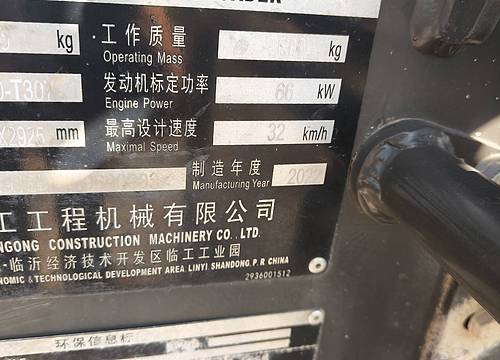 kg 工作质量 kg
Operating Mass
发动机标定功率 66 kW
Engine Power
mm 最高设计速度 32 km/h
Maximal Speed
制造年度
Manufacturing Year
工工程机械有限公司
NGONG CONSTRUCTION MACHINERY CO., LTD.
临沂经济技术开发区临工工业园
NOMIC & TECHNOLOGICAL DEVELOPMENT AREA, LINYI, SHANDONG, P. R. CHINA
2936001512
环保信息标